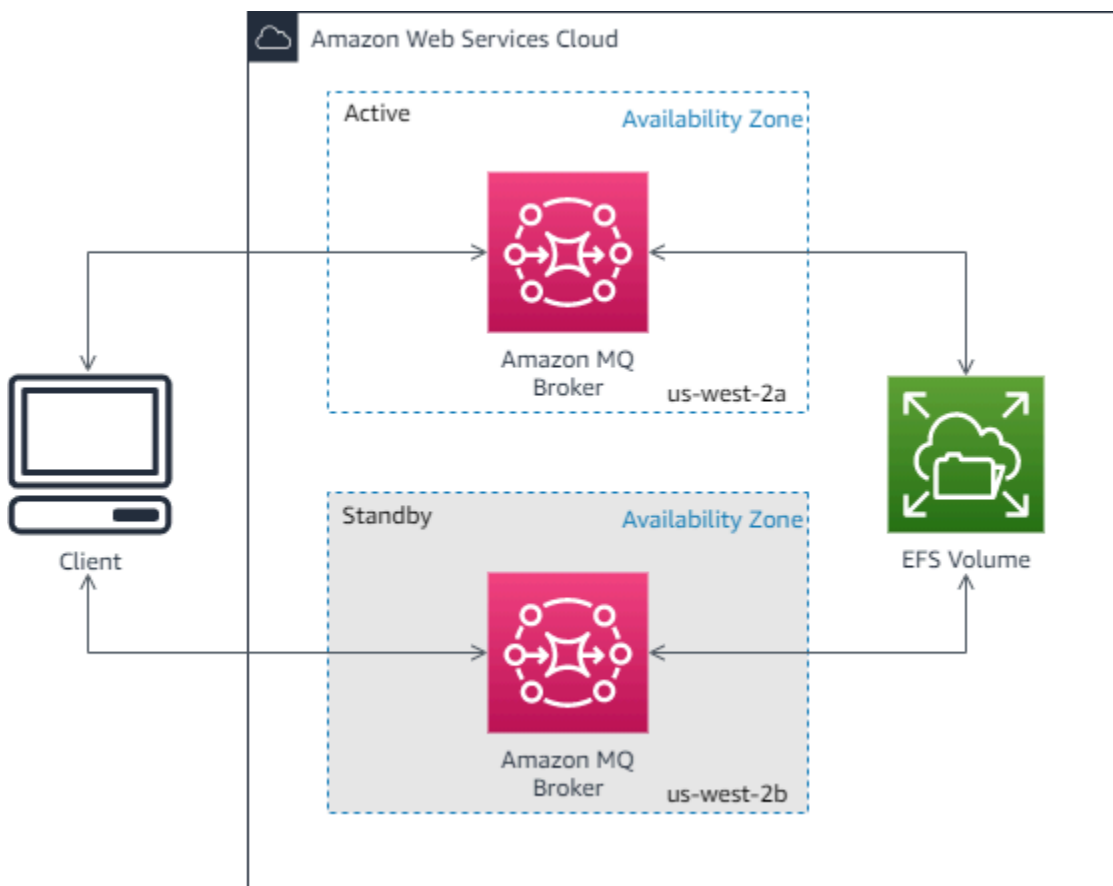 Amazon Web Services Cloud
Active
Availability Zone
Amazon MQ
Broker
us-west-2a
Client
EFS Volume
Standby
Availability Zone
Amazon MQ
Broker
us-west-2b